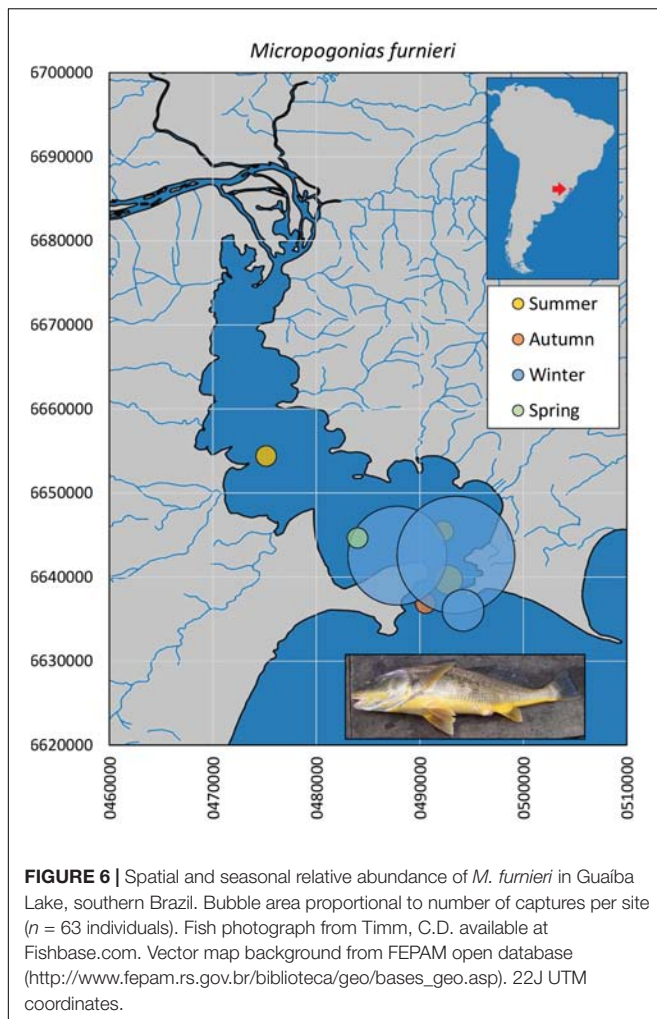 Micropogonias furnieri
6700000
6690000
6680000
6670000
6660000
6650000
6640000
6630000
6620000
Summer
Autumn
Winter
Spring
0460000
0470000
0480000
0490000
0500000
0510000
FIGURE 6 | Spatial and seasonal relative abundance of M. furnieri in Guaíba
Lake, southern Brazil. Bubble area proportional to number of captures per site
(n = 63 individuals). Fish photograph from Timm, C.D. available at
Fishbase.com. Vector map background from FEPAM open database
(http://www.fepam.rs.gov.br/biblioteca/geo/bases_geo.asp). 22J UTM
coordinates.